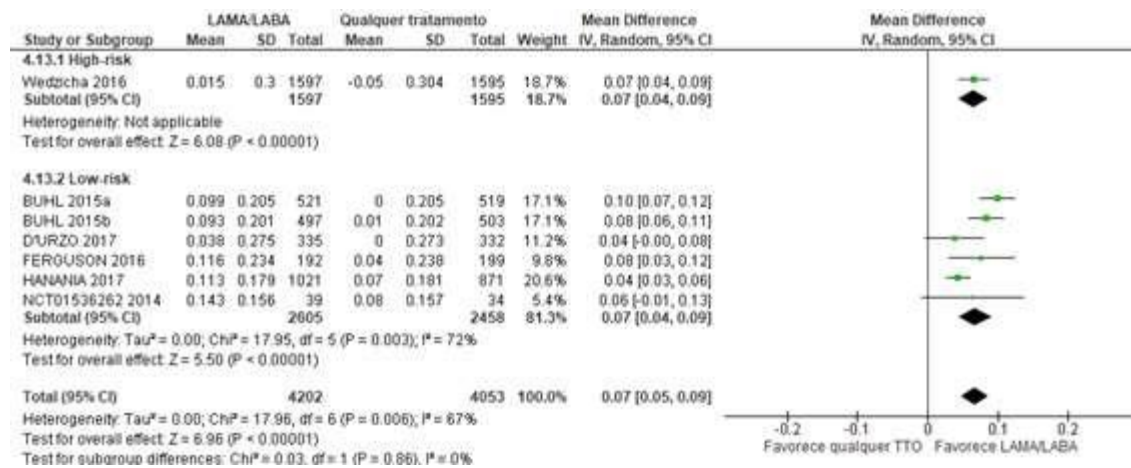 LAMA/LABA Qualquer tratamento Mean Difference Mean Difference
Study or Subgroup Mean SD Total Mean SD Total Weight IV, Random, 95% CI IV, Random, 95% CI
4.13.1 High-risk
Wedzicha 2016 0.015 0.3 1597 -0.05 0.304 1595 18.7% 0.07 [0.04, 0.09]
Subtotal (95% CI) 1597 1595 18.7% 0.07 [0.04, 0.09]
Heterogeneity: Not applicable
Test for overall effect: Z = 6.08 (P < 0.00001)
4.13.2 Low-risk
BUHL 2015a 0.099 0.205 521 0 0.205 519 17.1% 0.10 [0.07, 0.12]
BUHL 2015b 0.093 0.201 497 0.01 0.202 503 17.1% 0.08 [0.06, 0.11]
D'URZO 2017 0.038 0.275 335 0 0.273 332 11.2% 0.04 [-0.00, 0.08]
FERGUSON 2016 0.116 0.234 192 0.04 0.238 199 9.8% 0.08 [0.03, 0.12]
HANANIA 2017 0.113 0.179 1021 0.07 0.181 871 20.6% 0.04 [0.03, 0.06]
NCT01536262 2014 0.143 0.156 39 0.08 0.157 34 5.4% 0.06 [-0.01, 0.13]
Subtotal (95% CI) 2605 2458 81.3% 0.07 [0.04, 0.09]
Heterogeneity: Tau² = 0.00; Chi² = 17.95, df = 5 (P = 0.003); I² = 72%
Test for overall effect: Z = 5.50 (P < 0.00001)
Total (95% CI) 4202 4053 100.0% 0.07 [0.05, 0.09]
Heterogeneity: Tau² = 0.00; Chi² = 17.96, df = 6 (P = 0.006); I² = 67%
Test for overall effect: Z = 6.96 (P < 0.00001)
Test for subgroup differences: Chi² = 0.03, df = 1 (P = 0.86), I² = 0%
-0.2 -0.1 0 0.1 0.2
Favorece qualquer TTO Favorece LAMA/LABA